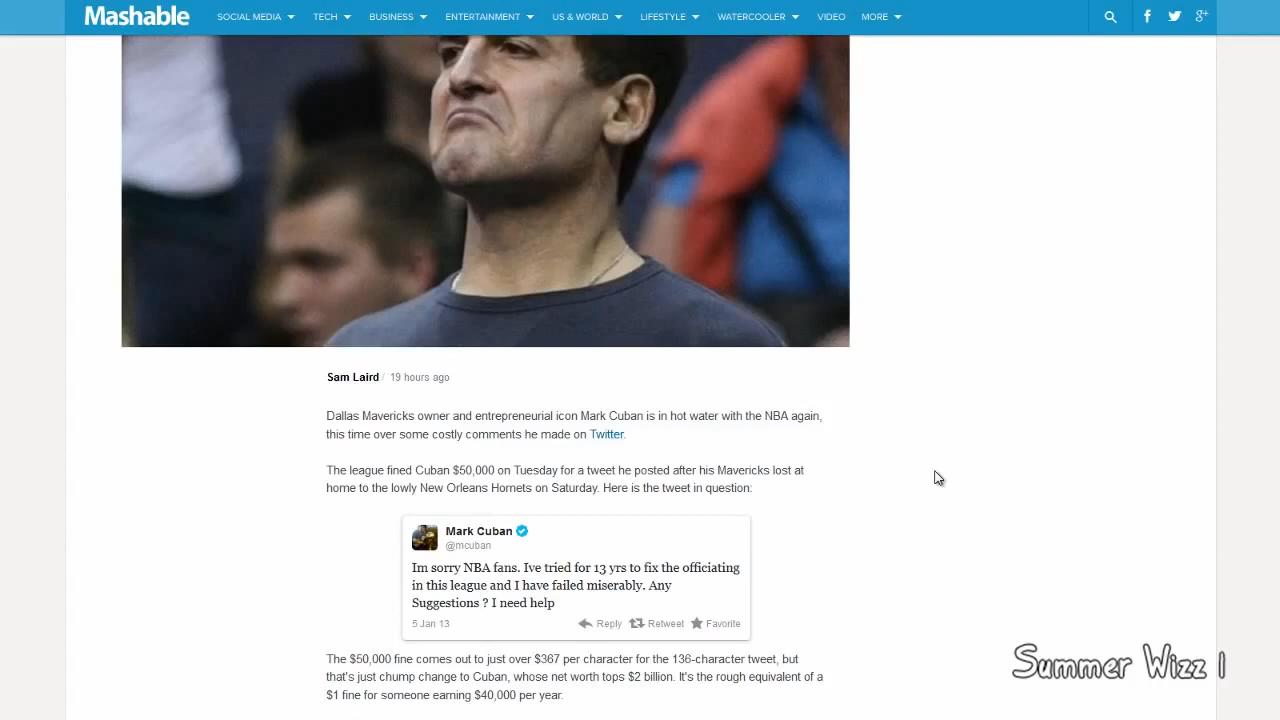 Mashable SOCIAL MEDIA TECH BUSINESS ENTERTAINMENT US & WORLD LIFESTYLE WATERCOOLER VIDEO MORE
Sam Laird / 19 hours ago
Dallas Mavericks owner and entrepreneurial icon Mark Cuban is in hot water with the NBA again,
this time over some costly comments he made on Twitter.
The league fined Cuban $50,000 on Tuesday for a tweet he posted after his Mavericks lost at
home to the lowly New Orleans Hornets on Saturday. Here is the tweet in question:
Mark Cuban
@mcuban
Im sorry NBA fans. Ive tried for 13 yrs to fix the officiating
in this league and I have failed miserably. Any
Suggestions ? I need help
5 Jan 13 Reply Retweet Favorite
The $50,000 fine comes out to just over $367 per character for the 136-character tweet, but
that's just chump change to Cuban, whose net worth tops $2 billion. It's the rough equivalent of a
$1 fine for someone earning $40,000 per year.
Summer Wizz 1